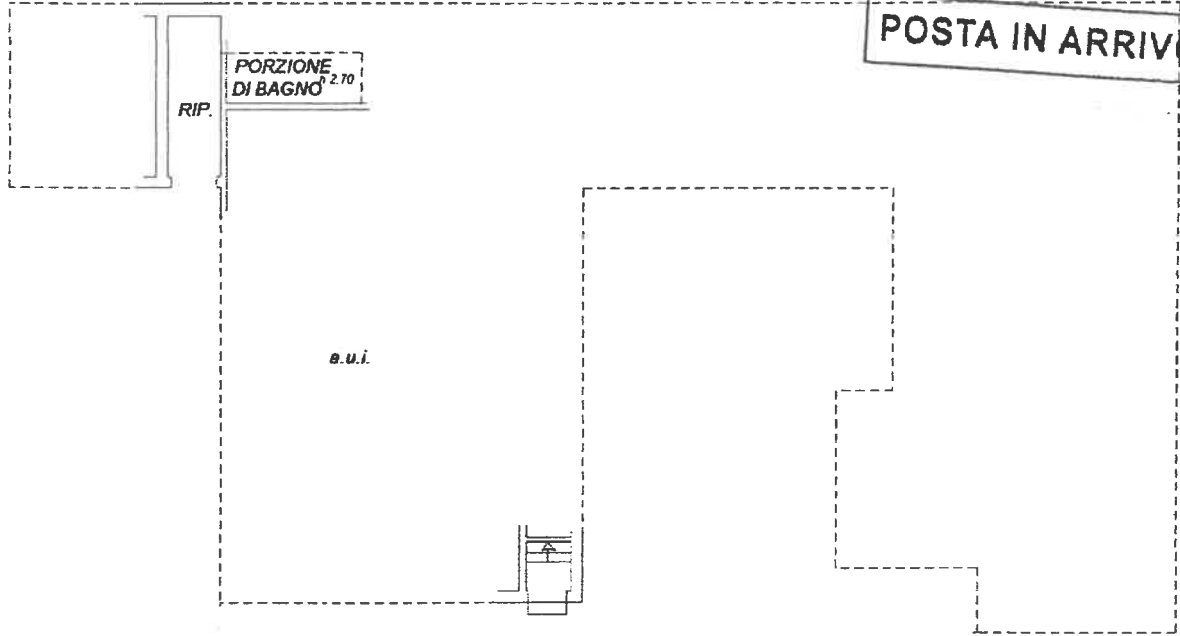 POSTA IN ARRIV
PORZIONE
DI BAGNO h 2.70
RIP.
a.u.i.